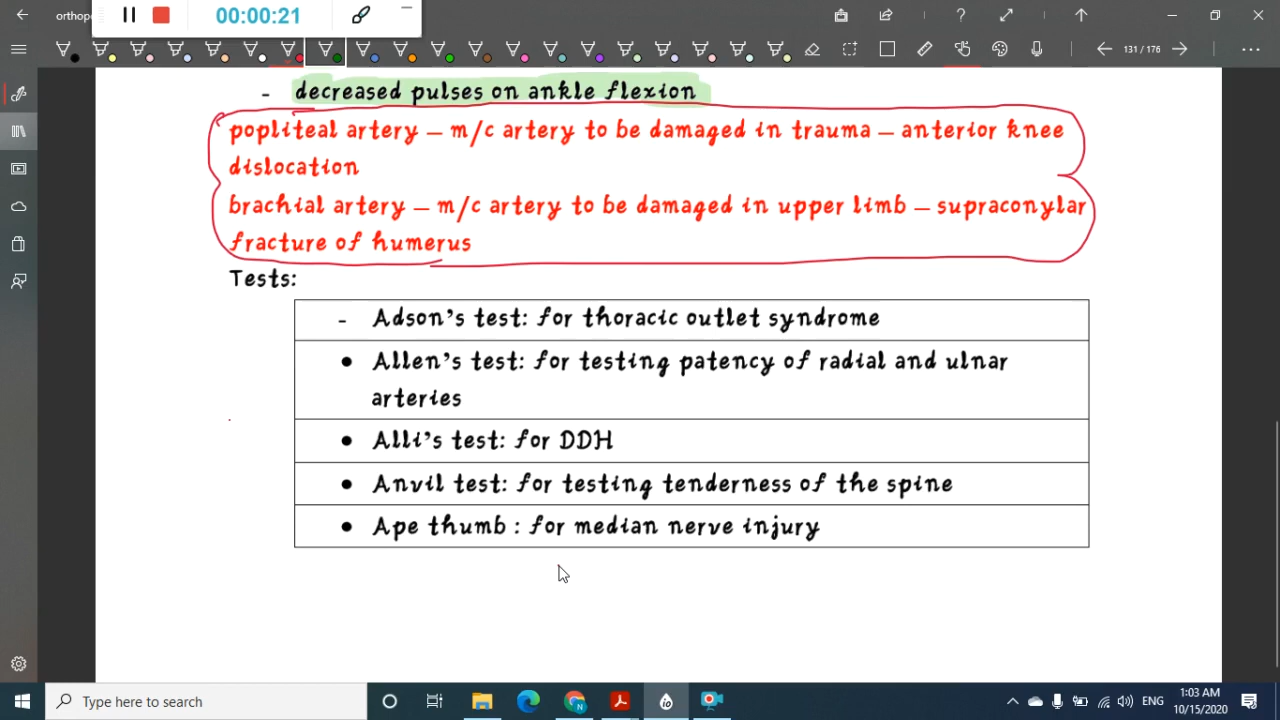 orthope
00:00:21
131 / 176
- decreased pulses on ankle flexion
popliteal artery – m/c artery to be damaged in trauma – anterior knee
dislocation
brachial artery – m/c artery to be damaged in upper limb – supraconylar
fracture of humerus
Tests:
- Adson's test: for thoracic outlet syndrome
• Allen's test: for testing patency of radial and ulnar
arteries
• Alli's test: for DDH
• Anvil test: for testing tenderness of the spine
• Ape thumb : for median nerve injury
Type here to search
ENG
1:03 AM
10/15/2020